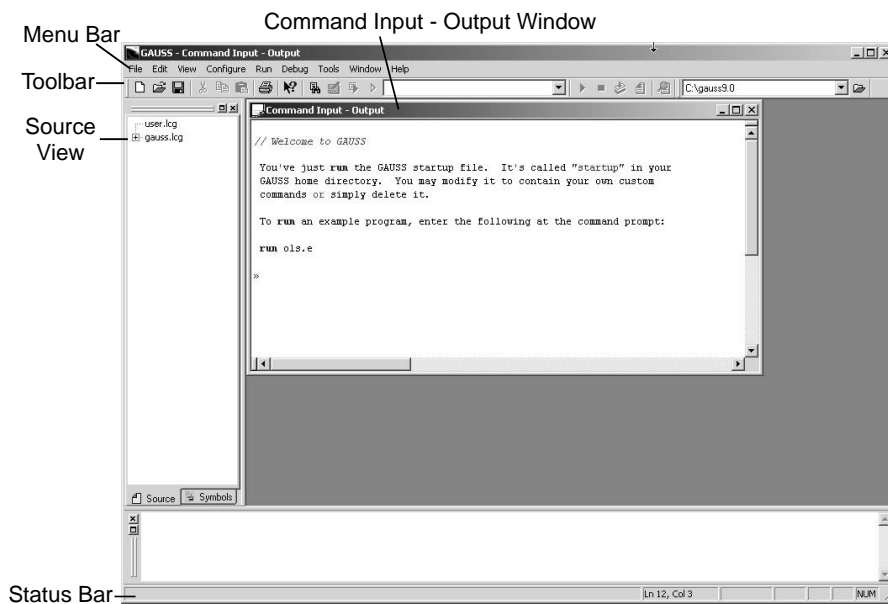 Command Input - Output Window
Menu Bar
GAUSS - Command Input - Output
File Edit View Configure Run Debug Tools Window Help
Toolbar
C:\gauss9.0
Command Input - Output
Source View
user.lcg
gauss.lcg
// Welcome to GAUSS
You've just run the GAUSS startup file. It's called "startup" in your
GAUSS home directory. You may modify it to contain your own custom
commands or simply delete it.
To run an example program, enter the following at the command prompt:
run ols.e
»
Source Symbols
Status Bar
Ln 12, Col 3 NUM